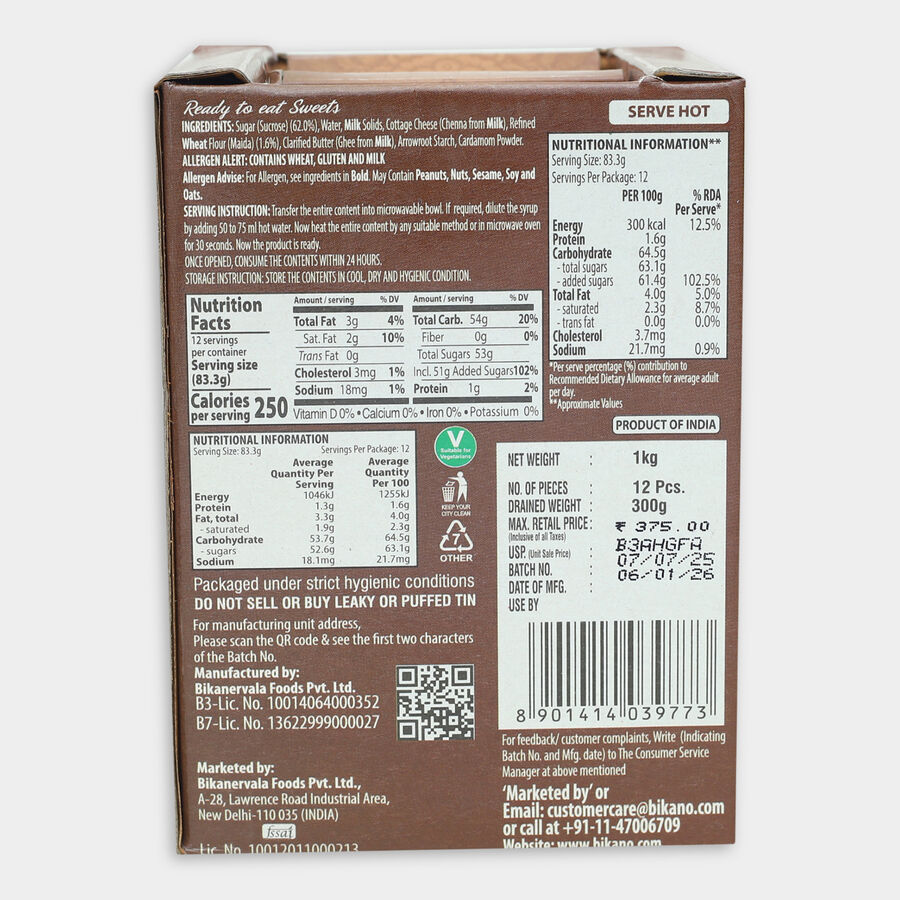 Ready to eat Sweets
INGREDIENTS: Sugar (Sucrose) (62.0%), Water, Milk Solids, Cottage Cheese (Chenna from Milk), Refined
Wheat Flour (Maida) (1.6%), Clarified Butter (Ghee from Milk), Arrowroot Starch, Cardamom Powder.
ALLERGEN ALERT: CONTAINS WHEAT, GLUTEN AND MILK
Allergen Advise: For Allergen, see ingredients in Bold. May Contain Peanuts, Nuts, Sesame, Soy and
Oats.
SERVING INSTRUCTION: Transfer the entire content into microwavable bowl. If required, dilute the syrup
by adding 50 to 75 ml hot water. Now heat the entire content by any suitable method or in microwave oven
for 30 seconds. Now the product is ready.
ONCE OPENED, CONSUME THE CONTENTS WITHIN 24 HOURS.
STORAGE INSTRUCTION: STORE THE CONTENTS IN COOL, DRY AND HYGIENIC CONDITION.
SERVE HOT
NUTRITIONAL INFORMATION**
Serving Size: 83.3g
Servings Per Package: 12
PER 100g % RDA
Per Serve*
Energy 300 kcal 12.5%
Protein 1.6g
Carbohydrate 64.5g
- total sugars 63.1g
- added sugars 61.4g 102.5%
Total Fat 4.0g 5.0%
- saturated 2.3g 8.7%
- trans fat 0.0g 0.0%
Cholesterol 3.7mg
Sodium 21.7mg 0.9%
*Per serve percentage (%) contribution to
Recommended Dietary Allowance for average adult
per day.
**Approximate Values
Nutrition
Facts
12 servings
per container
Serving size
(83.3g)
Calories
per serving 250
Amount / serving % DV
Total Fat 3g 4%
Sat. Fat 2g 10%
Trans Fat 0g
Cholesterol 3mg 1%
Sodium 18mg 1%
Amount / serving % DV
Total Carb. 54g 20%
Fiber 0g 0%
Total Sugars 53g
Incl. 51g Added Sugars 102%
Protein 1g 2%
Vitamin D 0% • Calcium 0% • Iron 0% • Potassium 0%
NUTRITIONAL INFORMATION
Serving Size: 83.3g Servings Per Package: 12
Average
Quantity Per
Serving
Average
Quantity
Per 100
Energy 1046kJ 1255kJ
Protein 1.3g 1.6g
Fat, total 3.3g 4.0g
- saturated 1.9g 2.3g
Carbohydrate 53.7g 64.5g
- sugars 52.6g 63.1g
Sodium 18.1mg 21.7mg
V
Suitable for
Vegetarians
KEEP YOUR
CITY CLEAN
7
OTHER
PRODUCT OF INDIA
NET WEIGHT : 1kg
NO. OF PIECES : 12 Pcs.
DRAINED WEIGHT : 300g
MAX. RETAIL PRICE : ₹ 375.00
(Inclusive of all Taxes)
USP. (Unit Sale Price) : B3AHGFA
BATCH NO. : 07/07/25
DATE OF MFG. : 06/01/26
USE BY
8 901414 039773
Packaged under strict hygienic conditions
DO NOT SELL OR BUY LEAKY OR PUFFED TIN
For manufacturing unit address,
Please scan the QR code & see the first two characters
of the Batch No.
Manufactured by:
Bikanervala Foods Pvt. Ltd.
B3-Lic. No. 10014064000352
B7-Lic. No. 13622999000027
Marketed by:
Bikanervala Foods Pvt. Ltd.,
A-28, Lawrence Road Industrial Area,
New Delhi-110 035 (INDIA)
fssai
Lic. No. 10012011000213
For feedback/ customer complaints, Write (Indicating
Batch No. and Mfg. date) to The Consumer Service
Manager at above mentioned
'Marketed by' or
Email: customercare@bikano.com
or call at +91-11-47006709
Website: www.bikano.com